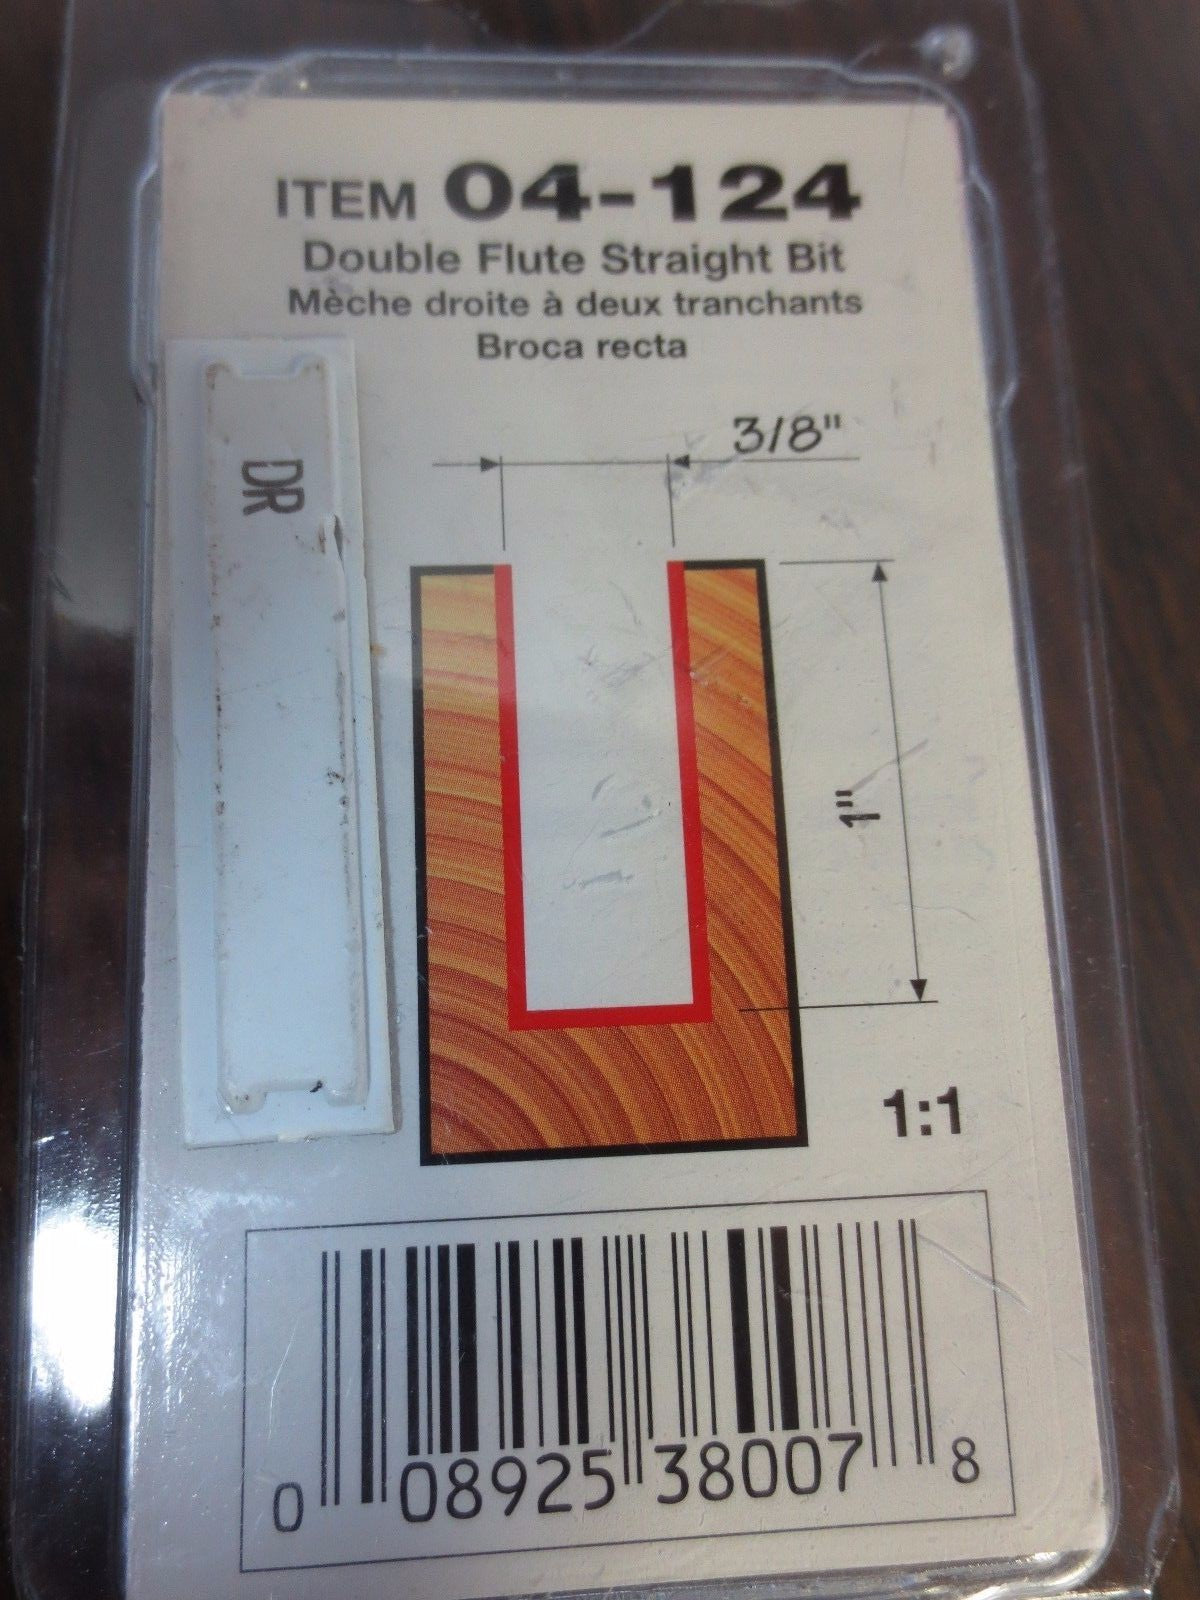 ITEM 04-124
Double Flute Straight Bit
Mèche droite à deux tranchants
Broca recta
3/8"
DR
1"
1:1
0 08925 38007 8